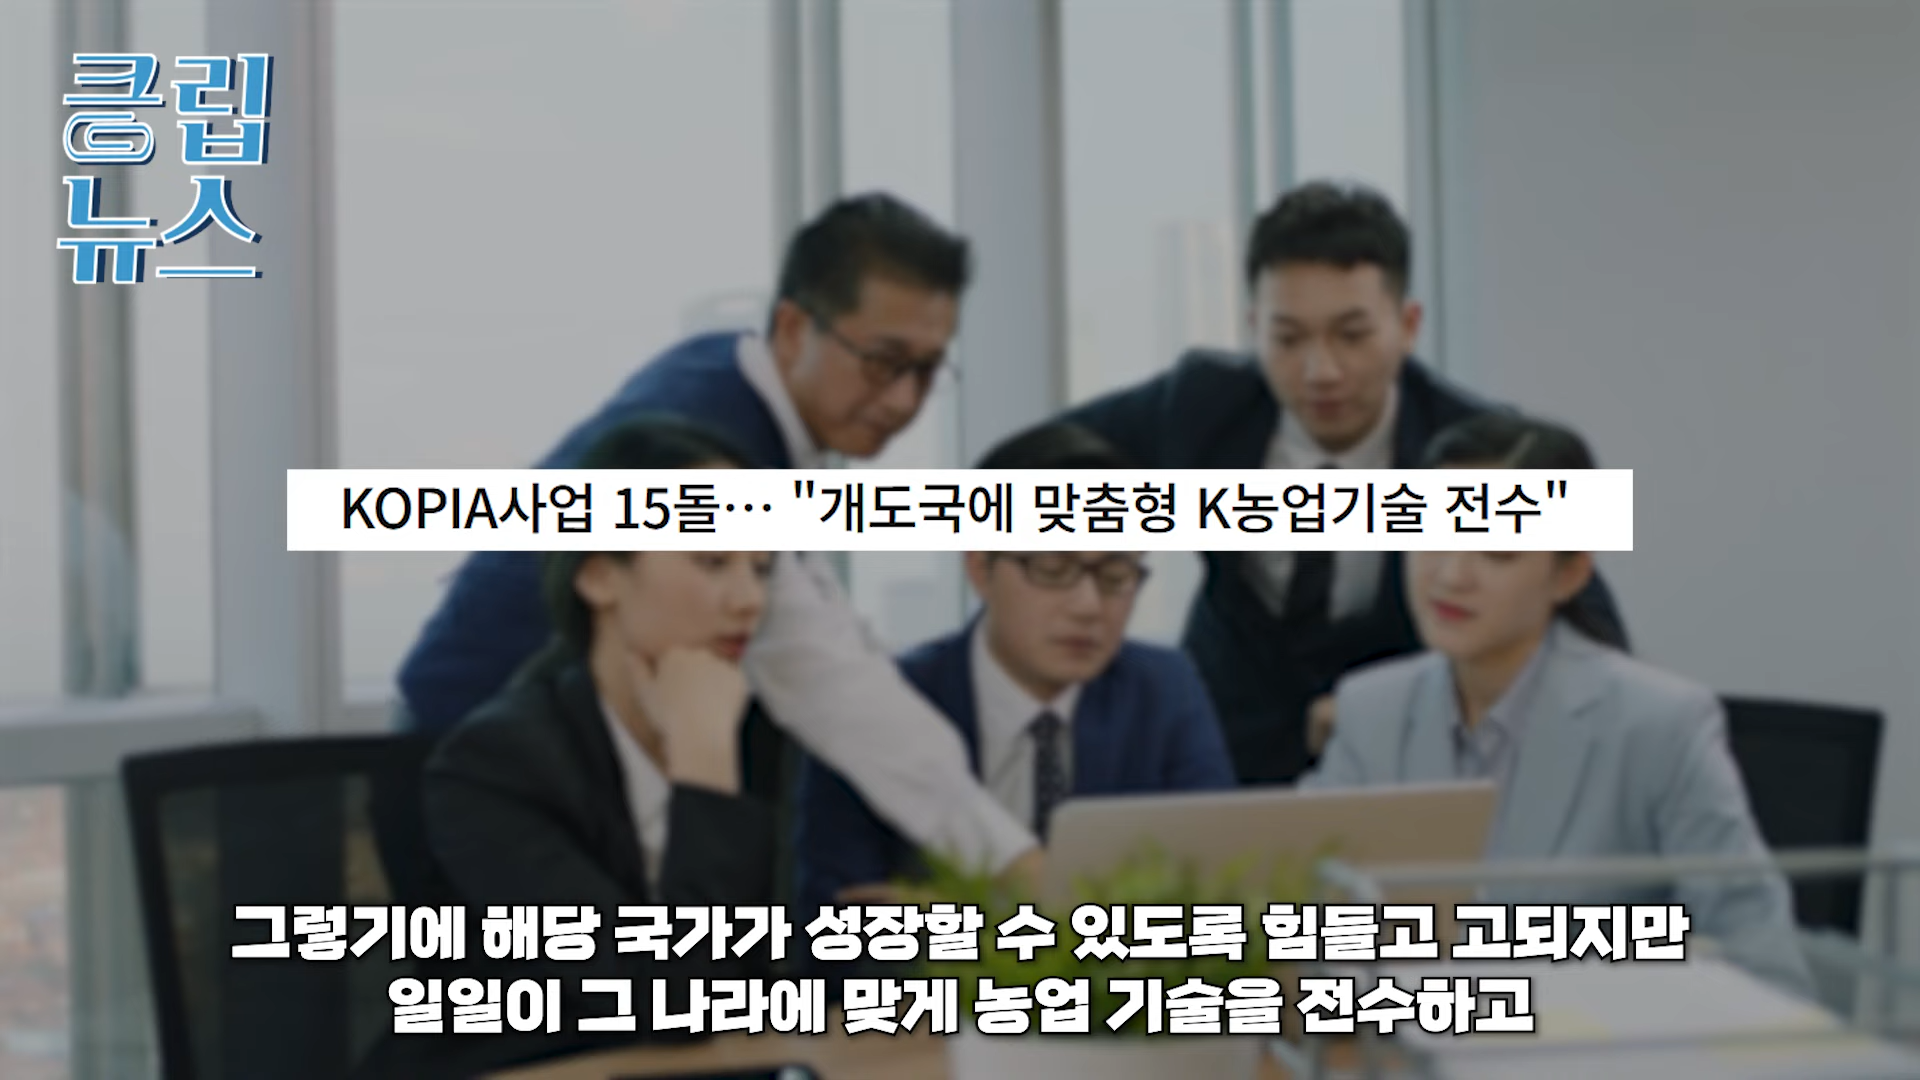 클립
뉴스
KOPIA사업 15돌… "개도국에 맞춤형 K농업기술 전수"
그렇기에 해당 국가가 성장할 수 있도록 힘들고 고되지만
일일이 그 나라에 맞게 농업 기술을 전수하고